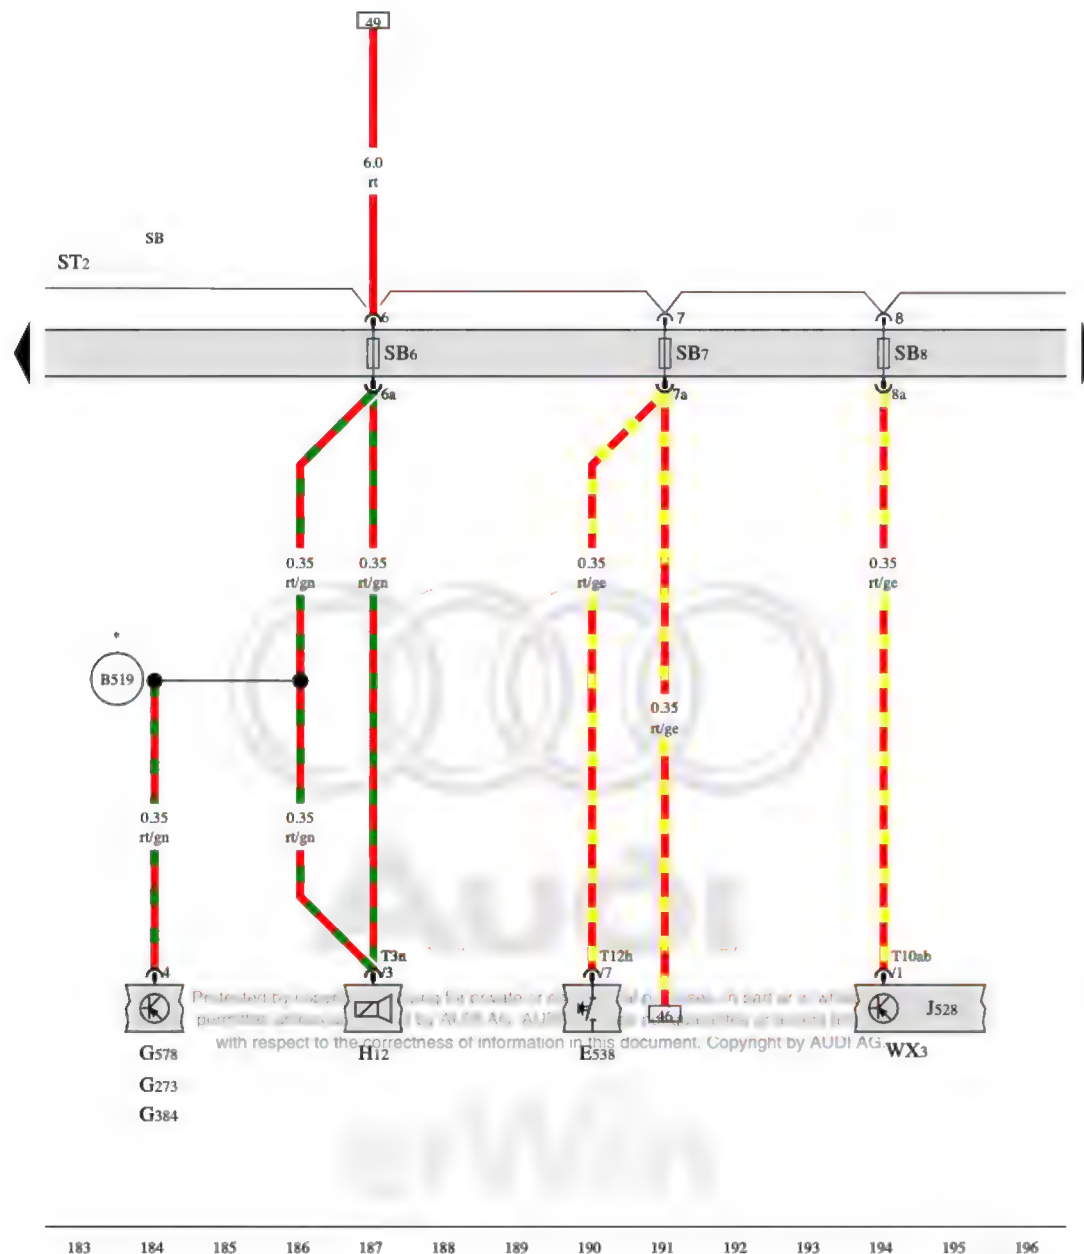 49
6.0
rt
SB
ST2
6
7
8
SB6
SB7
SB8
6a
7a
8a
0.35
rt/gn
0.35
rt/gn
0.35
rt/ge
0.35
rt/ge
*
B519
0.35
rt/ge
0.35
rt/gn
0.35
rt/gn
Audi
4
T3n
/3
T12h
/7
T10ab
/1
J528
46
with respect to the correctness of information in this document. Copyright by AUDI AG.
G578
H12
E538
WX3
G273
G384
erWin
183 184 185 186 187 188 189 190 191 192 193 194 195 196